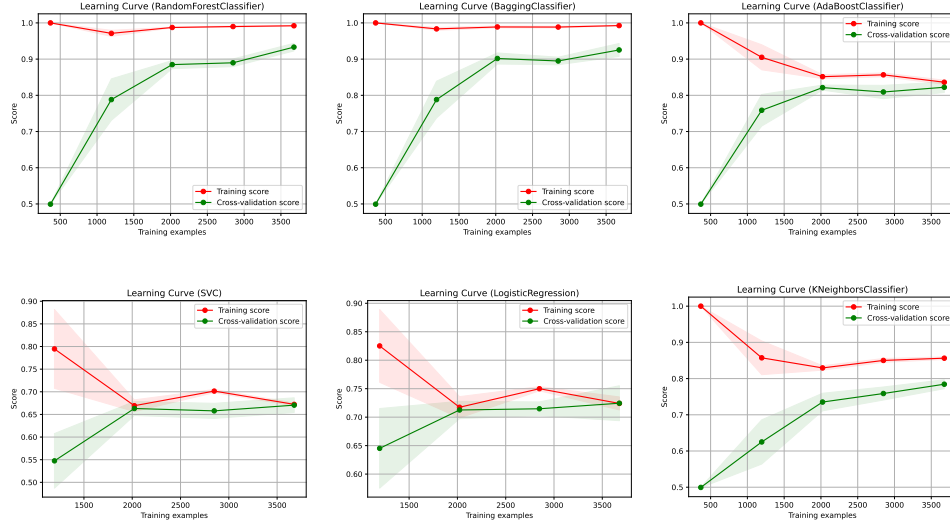 Learning Curve (RandomForestClassifier)
1.0
0.9
0.8
0.7
0.6
0.5
Score
Training score
Cross-validation score
500 1000 1500 2000 2500 3000 3500
Training examples
Learning Curve (BaggingClassifier)
1.0
0.9
0.8
0.7
0.6
0.5
Score
Training score
Cross-validation score
500 1000 1500 2000 2500 3000 3500
Training examples
Learning Curve (AdaBoostClassifier)
1.0
0.9
0.8
0.7
0.6
0.5
Score
Training score
Cross-validation score
500 1000 1500 2000 2500 3000 3500
Training examples
Learning Curve (SVC)
0.90
0.85
0.80
0.75
0.70
0.65
0.60
0.55
0.50
Score
Training score
Cross-validation score
1500 2000 2500 3000 3500
Training examples
Learning Curve (LogisticRegression)
0.90
0.85
0.80
0.75
0.70
0.65
0.60
Score
Training score
Cross-validation score
1500 2000 2500 3000 3500
Training examples
Learning Curve (KNeighborsClassifier)
1.0
0.9
0.8
0.7
0.6
0.5
Score
Training score
Cross-validation score
500 1000 1500 2000 2500 3000 3500
Training examples